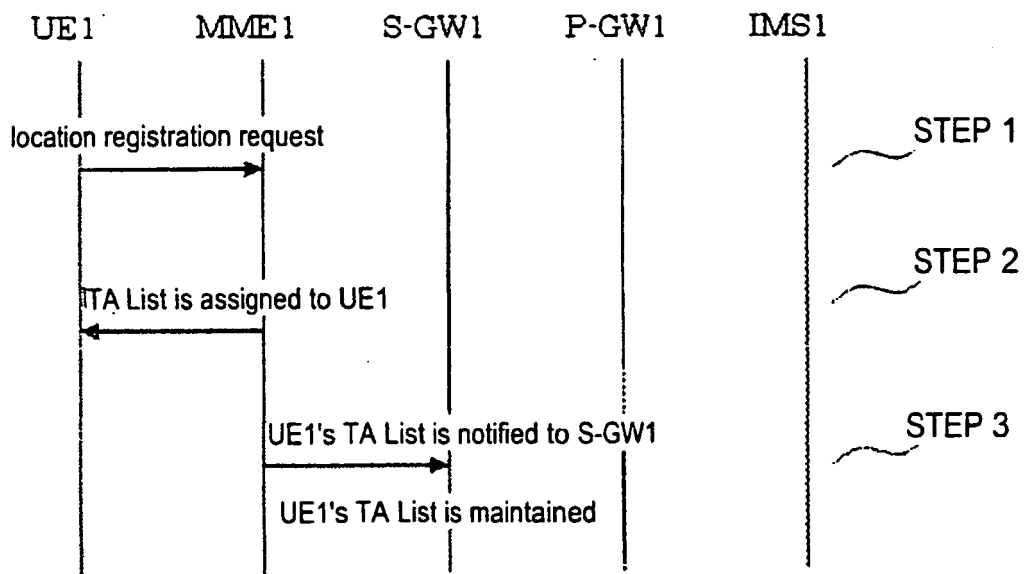 UE1 MME1 S-GW1 P-GW1 IMS1
location registration request
STEP 1
STEP 2
TA List is assigned to UE1
STEP 3
UE1's TA List is notified to S-GW1
UE1's TA List is maintained